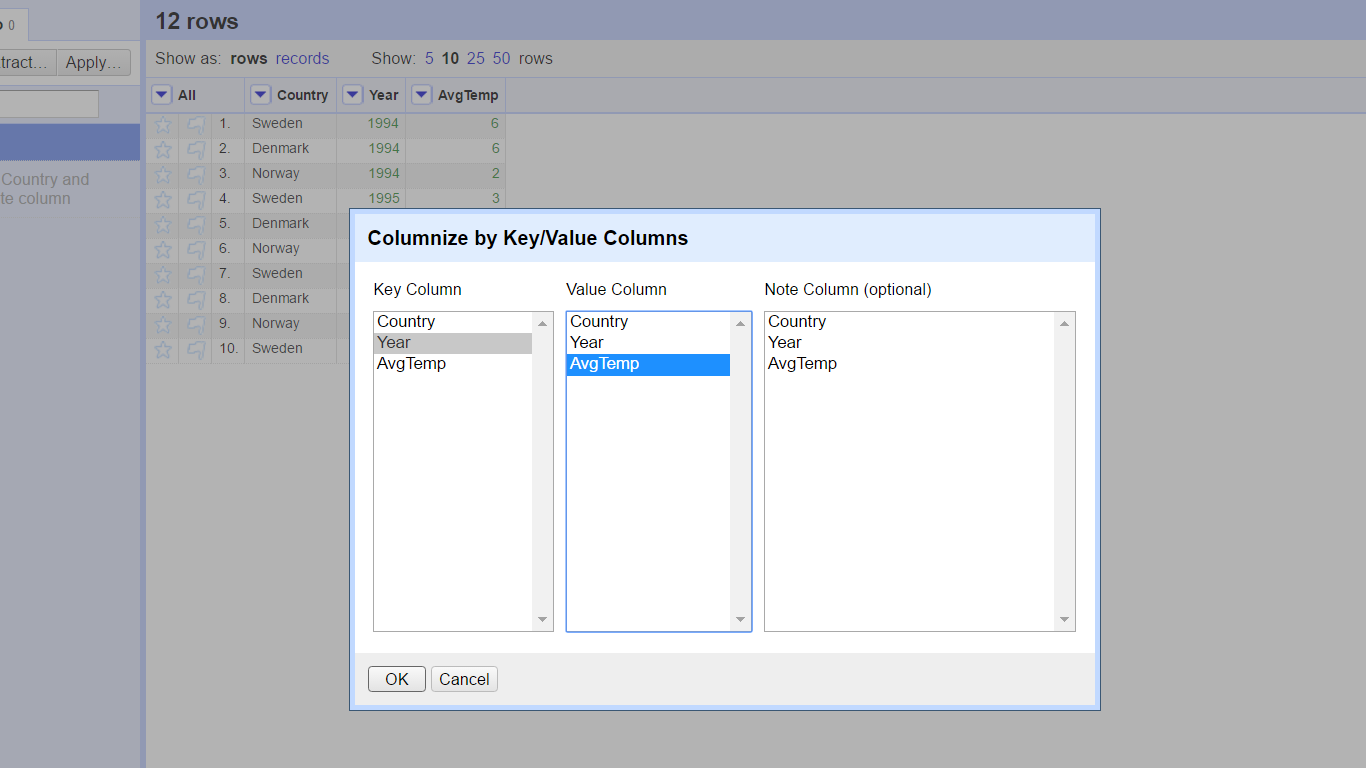 0
12 rows
tract... Apply...
Show as: rows records Show: 5 10 25 50 rows
All Country Year AvgTemp
1. Sweden 1994 6
2. Denmark 1994 6
3. Norway 1994 2
4. Sweden 1995 3
5. Denmark
6. Norway
7. Sweden
8. Denmark
9. Norway
10. Sweden
Country and
te column
Columnize by Key/Value Columns
Key Column
Country
Year
AvgTemp
Value Column
Country
Year
AvgTemp
Note Column (optional)
Country
Year
AvgTemp
OK Cancel